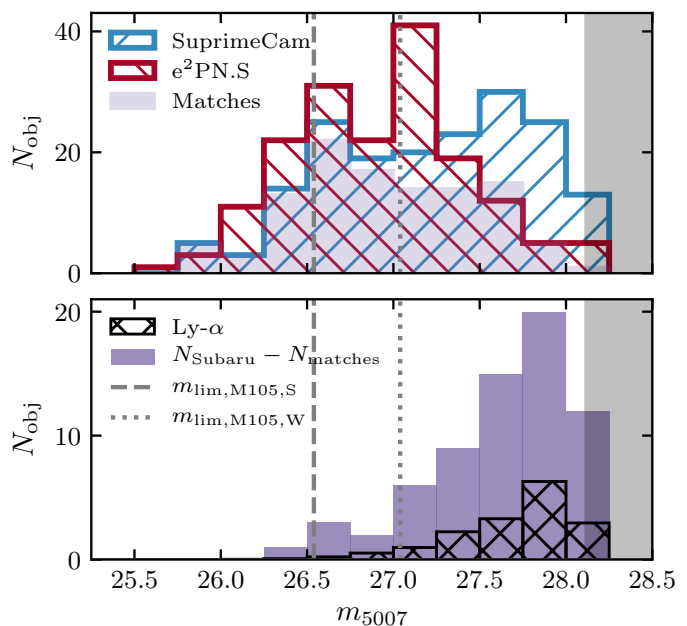 40
20
0
N_obj
SuprimeCam
e²PN.S
Matches
20
10
0
N_obj
Ly-α
N_Subaru − N_matches
m_lim,M105,S
m_lim,M105,W
25.5 26.0 26.5 27.0 27.5 28.0 28.5
m_5007